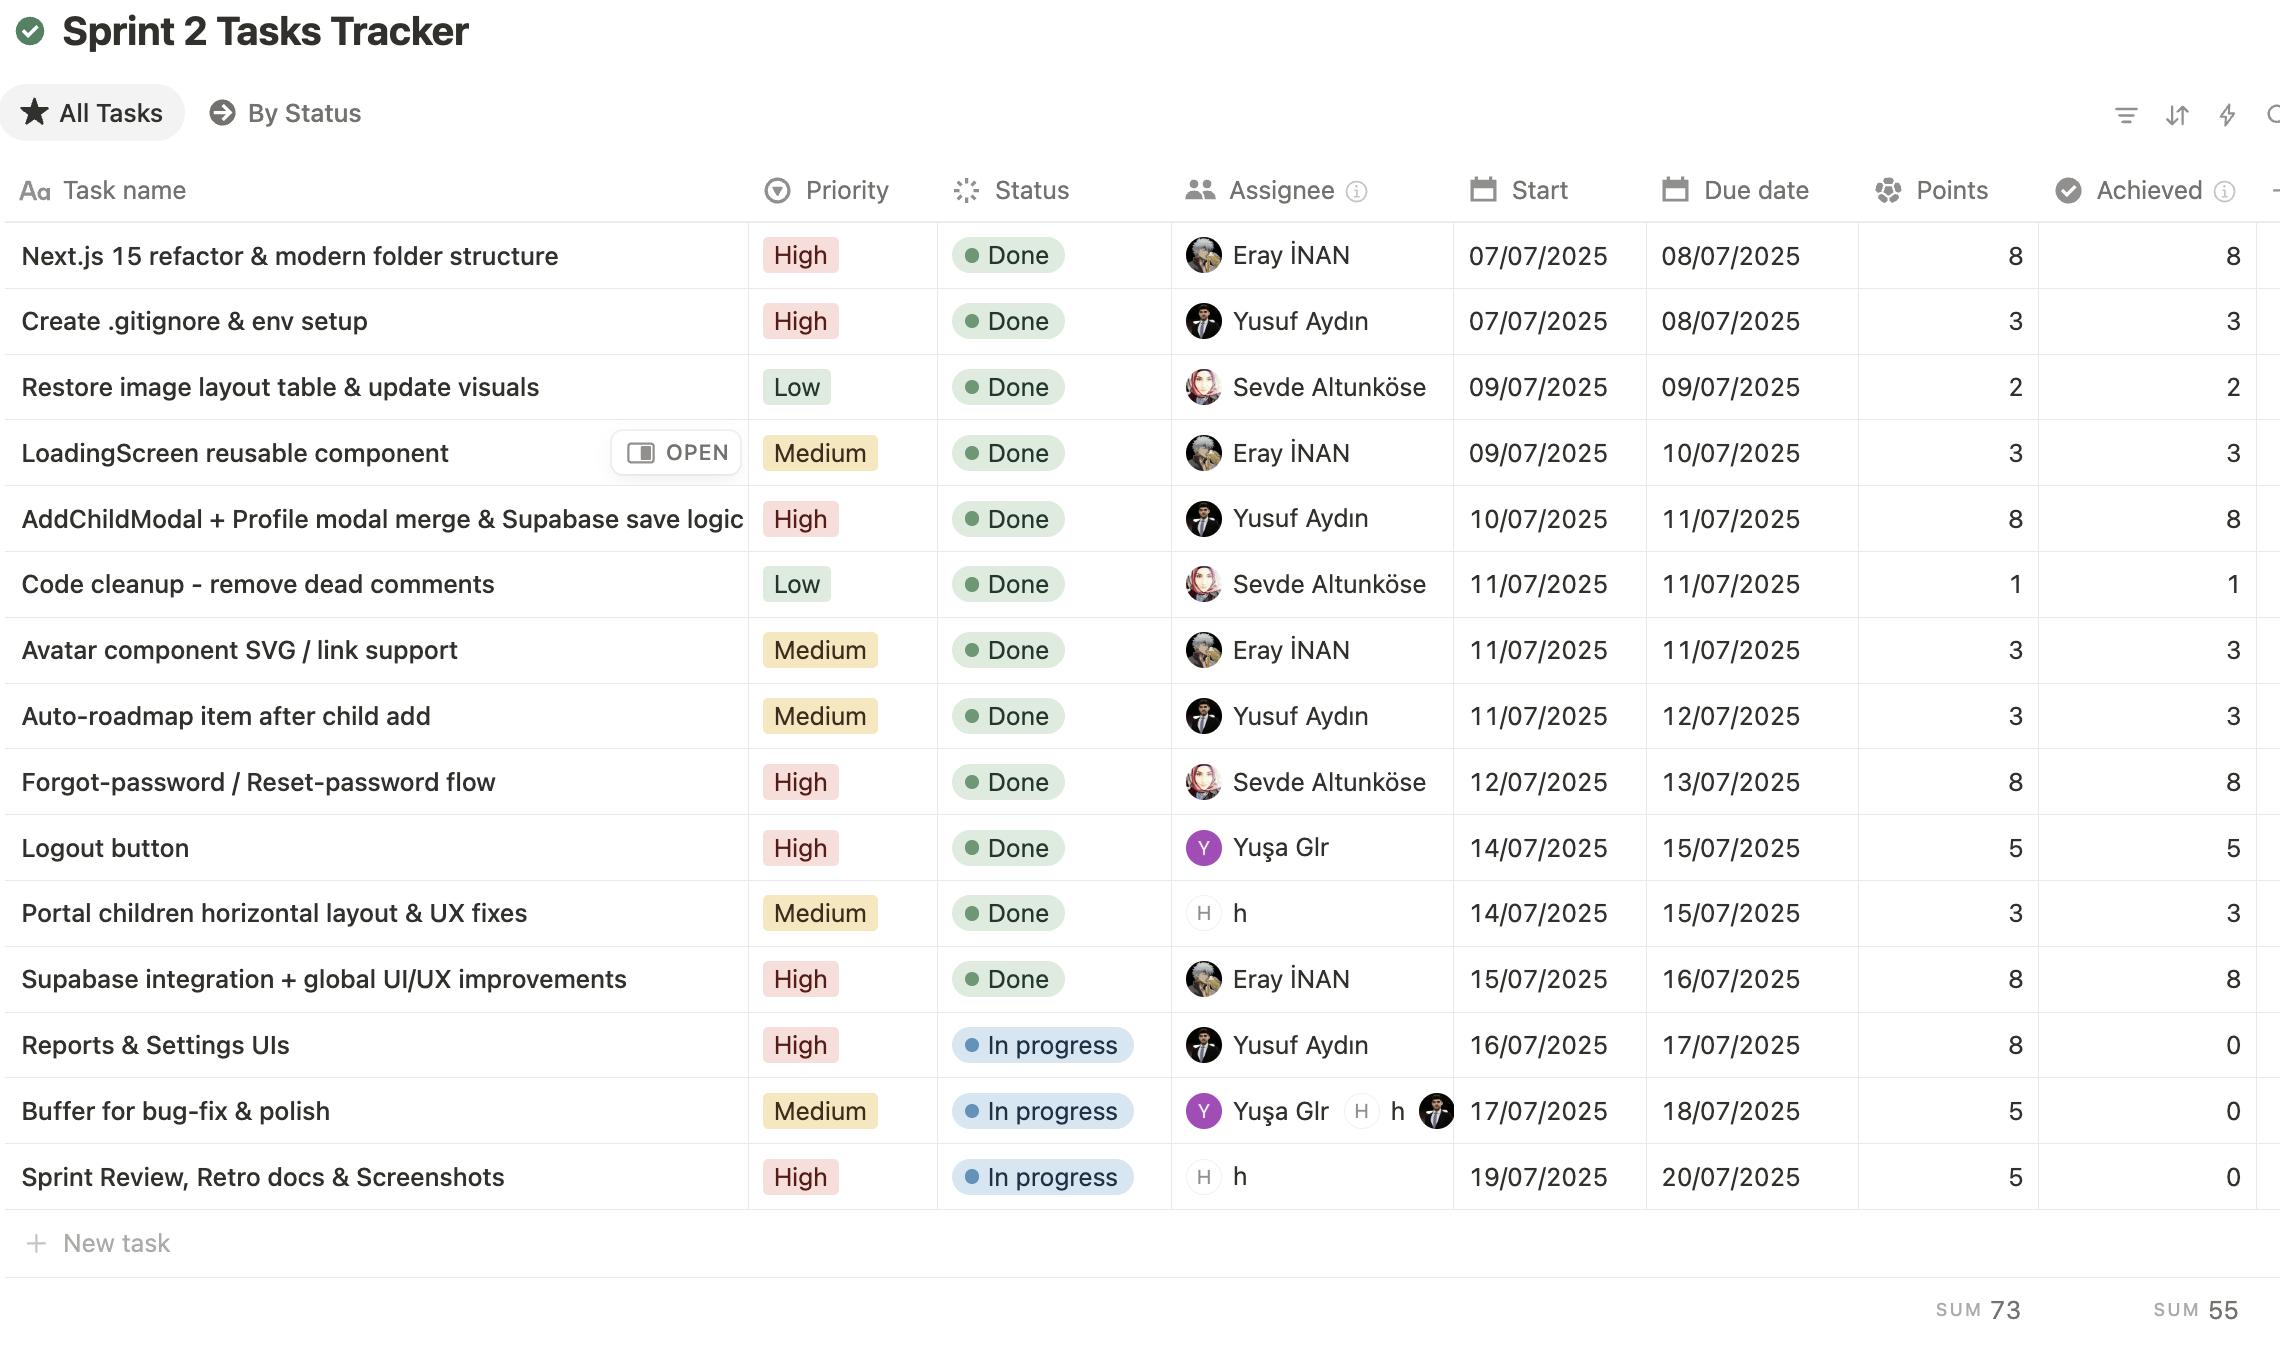 Sprint 2 Tasks Tracker
All Tasks By Status
Aa Task name Priority Status Assignee Start Due date Points Achieved
Next.js 15 refactor & modern folder structure High Done Eray İNAN 07/07/2025 08/07/2025 8 8
Create .gitignore & env setup High Done Yusuf Aydın 07/07/2025 08/07/2025 3 3
Restore image layout table & update visuals Low Done Sevde Altunköse 09/07/2025 09/07/2025 2 2
LoadingScreen reusable component OPEN Medium Done Eray İNAN 09/07/2025 10/07/2025 3 3
AddChildModal + Profile modal merge & Supabase save logic High Done Yusuf Aydın 10/07/2025 11/07/2025 8 8
Code cleanup - remove dead comments Low Done Sevde Altunköse 11/07/2025 11/07/2025 1 1
Avatar component SVG / link support Medium Done Eray İNAN 11/07/2025 11/07/2025 3 3
Auto-roadmap item after child add Medium Done Yusuf Aydın 11/07/2025 12/07/2025 3 3
Forgot-password / Reset-password flow High Done Sevde Altunköse 12/07/2025 13/07/2025 8 8
Logout button High Done Y Yuşa Glr 14/07/2025 15/07/2025 5 5
Portal children horizontal layout & UX fixes Medium Done H h 14/07/2025 15/07/2025 3 3
Supabase integration + global UI/UX improvements High Done Eray İNAN 15/07/2025 16/07/2025 8 8
Reports & Settings UIs High In progress Yusuf Aydın 16/07/2025 17/07/2025 8 0
Buffer for bug-fix & polish Medium In progress Y Yuşa Glr H h 17/07/2025 18/07/2025 5 0
Sprint Review, Retro docs & Screenshots High In progress H h 19/07/2025 20/07/2025 5 0
+ New task
SUM 73 SUM 55